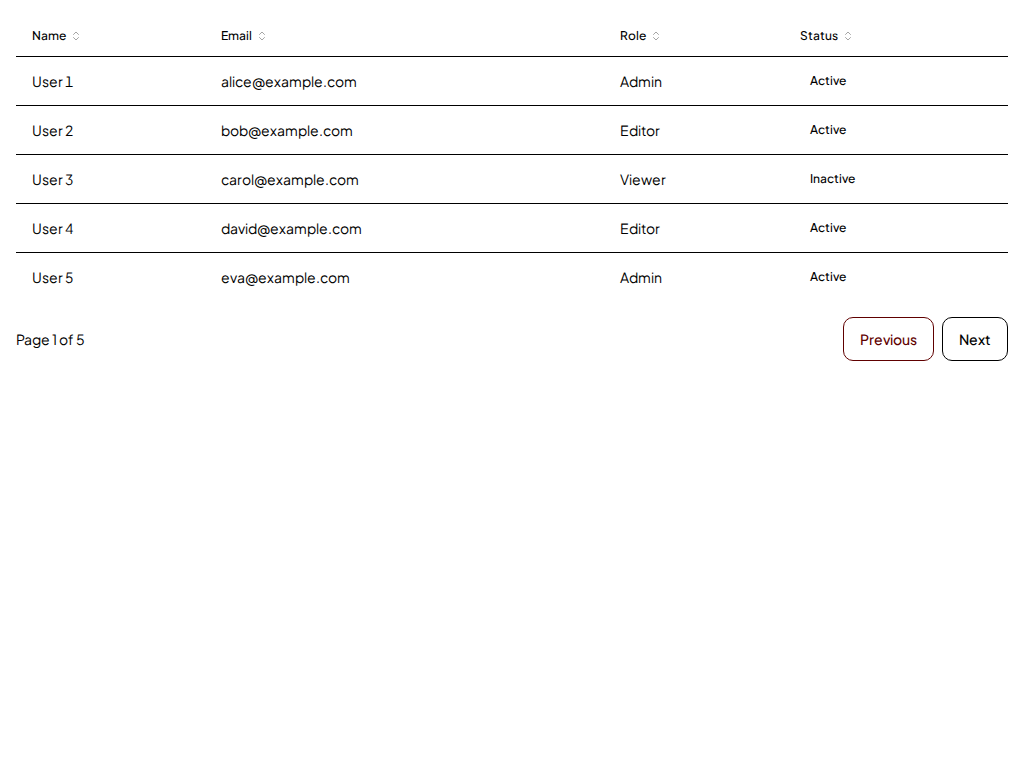 Name Email Role Status
User 1 alice@example.com Admin Active
User 2 bob@example.com Editor Active
User 3 carol@example.com Viewer Inactive
User 4 david@example.com Editor Active
User 5 eva@example.com Admin Active
Page 1 of 5 Previous Next